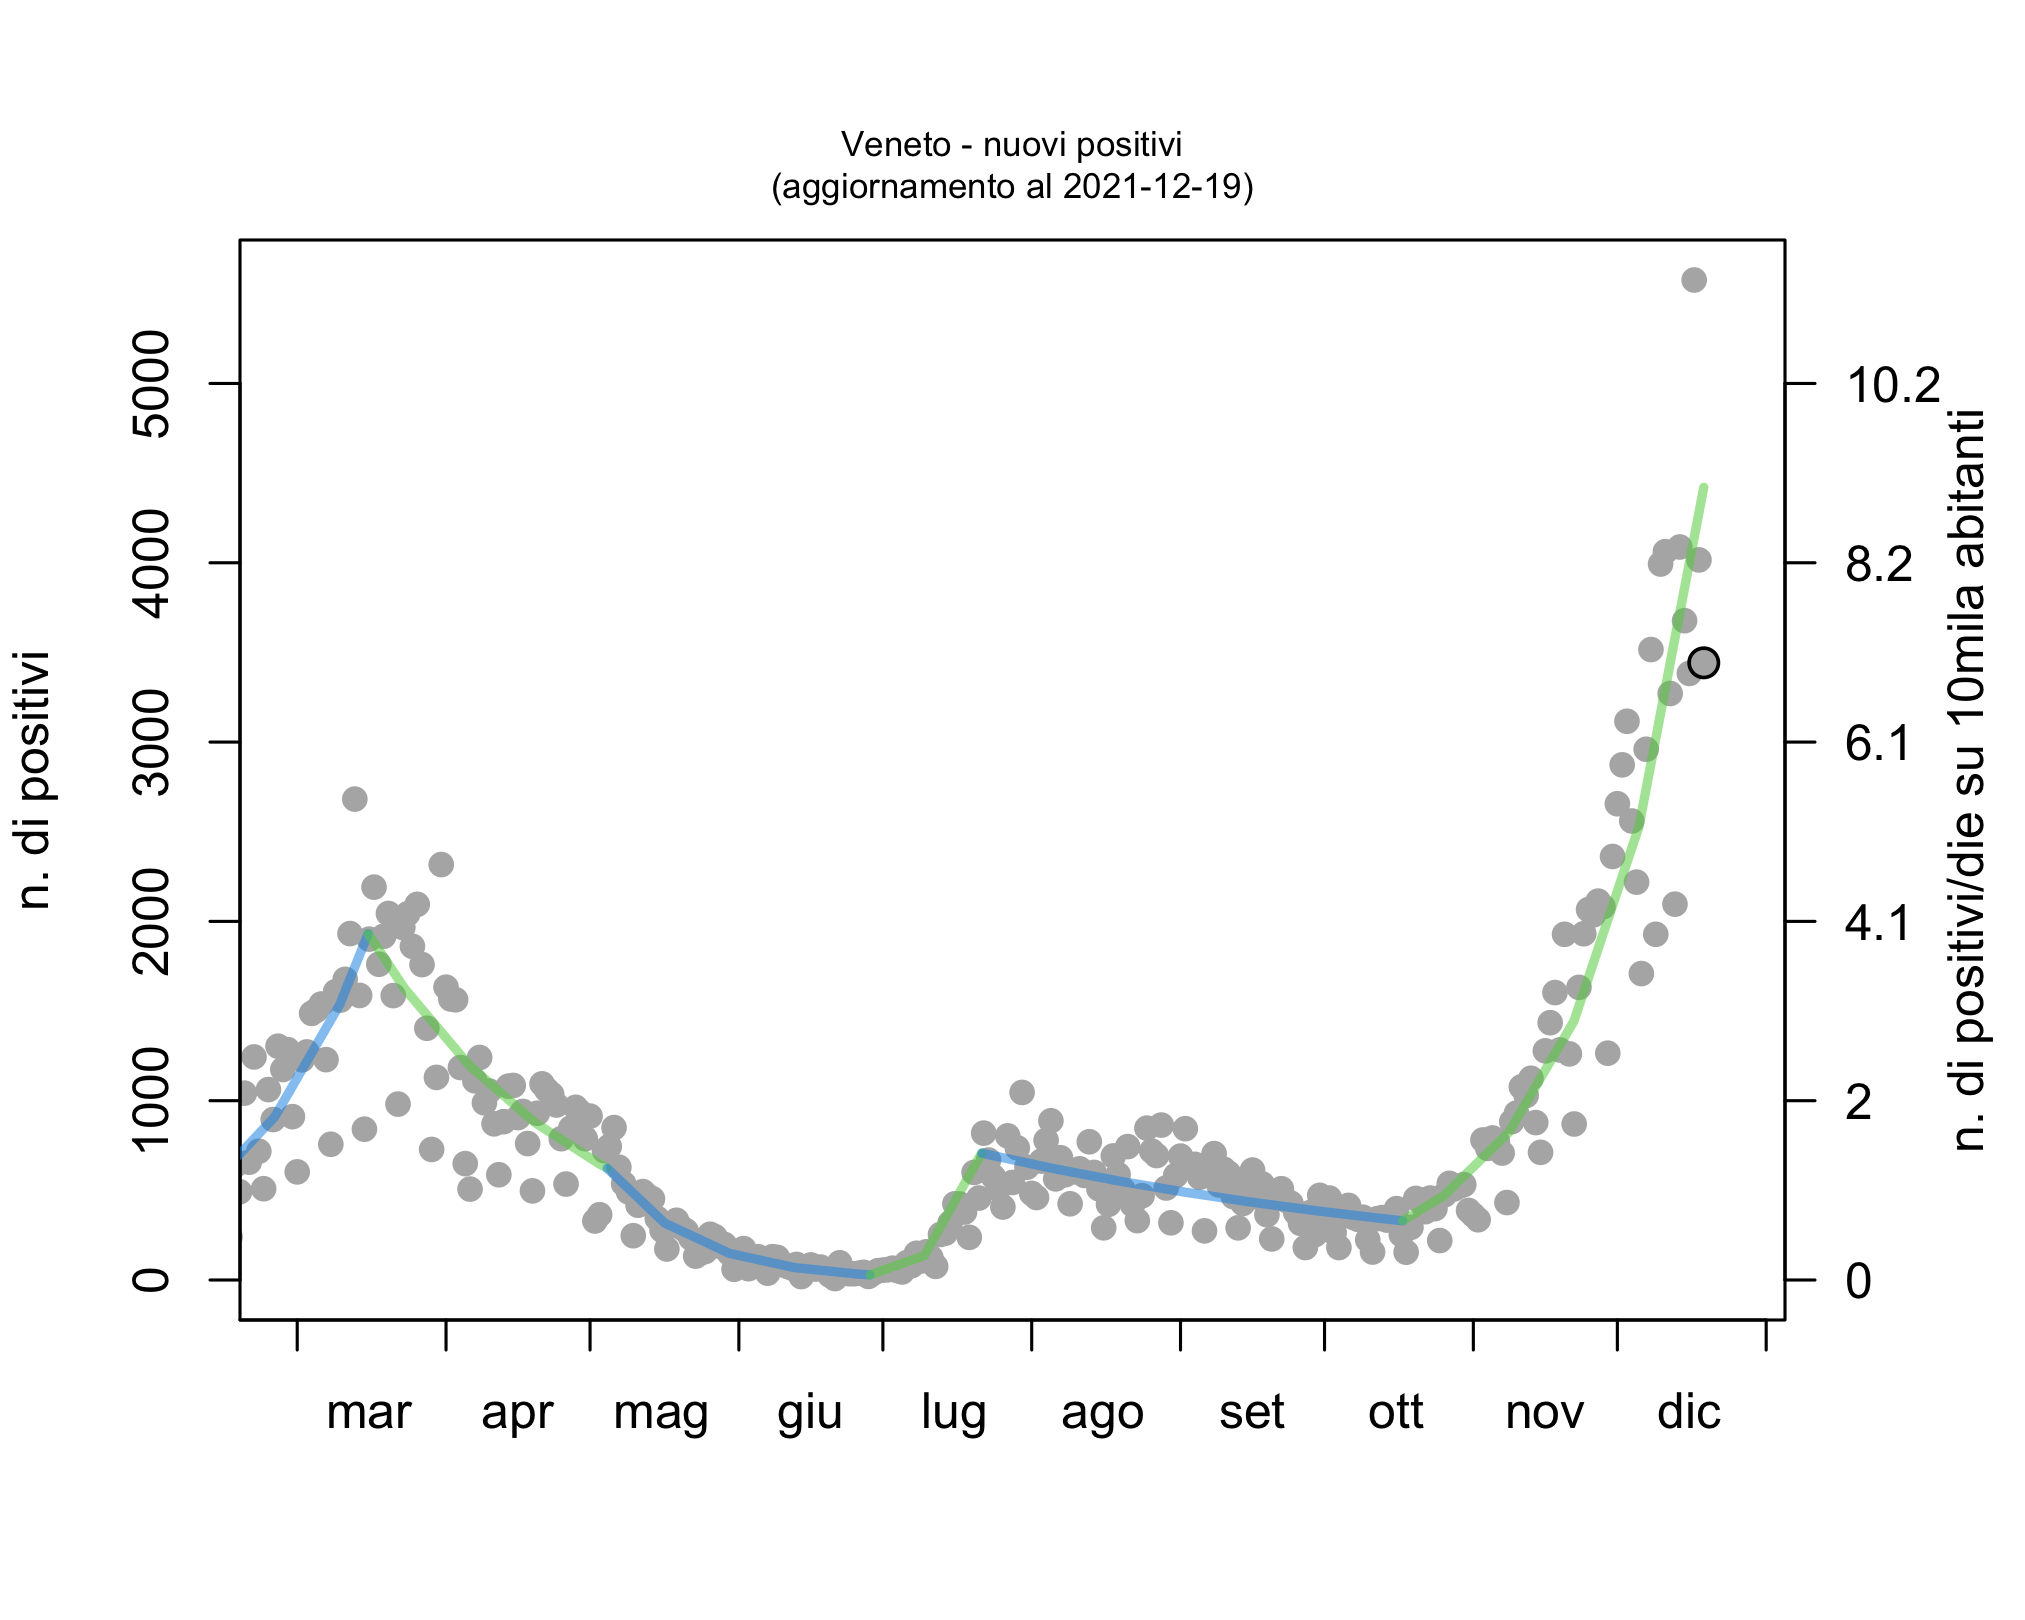 Veneto - nuovi positivi
(aggiornamento al 2021-12-19)
n. di positivi
5000
4000
3000
2000
1000
0
10.2
8.2
6.1
4.1
2
0
n. di positivi/die su 10mila abitanti
mar apr mag giu lug ago set ott nov dic